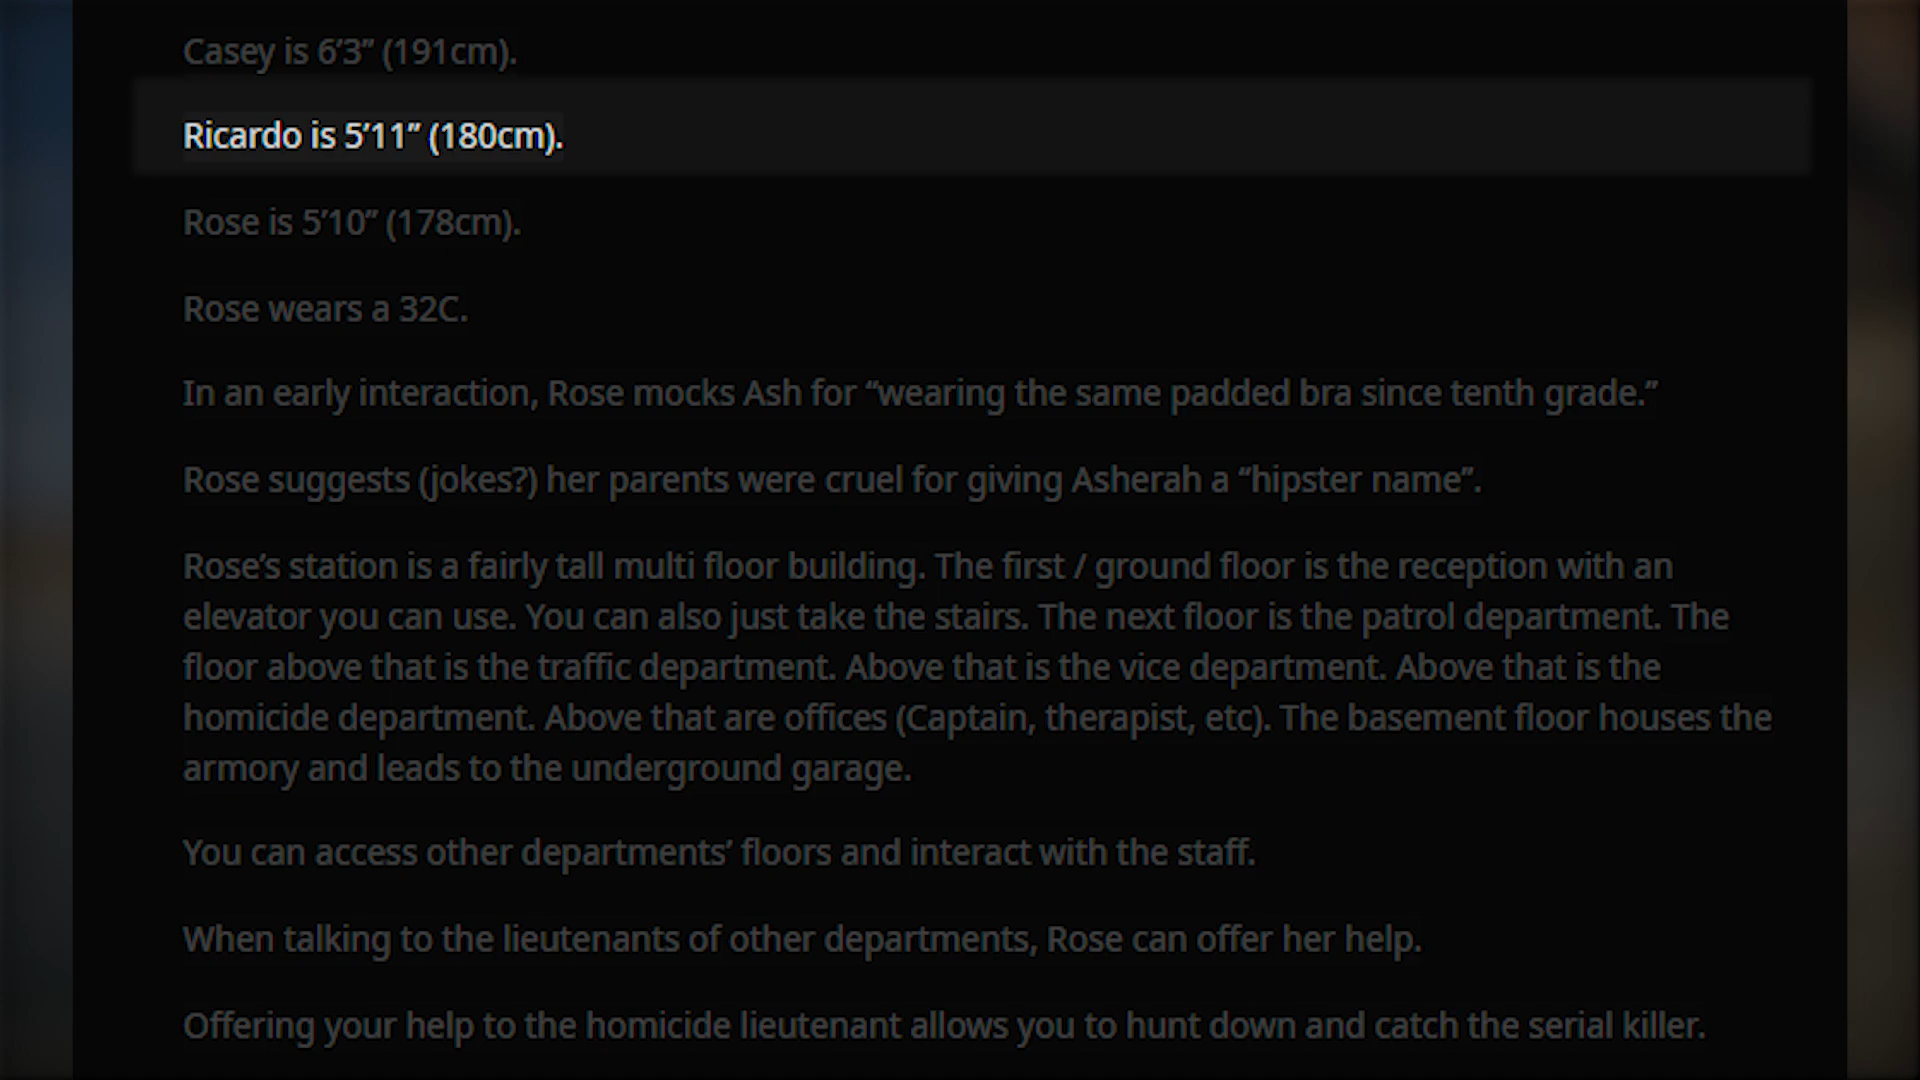 Casey is 6’3” (191cm).
Ricardo is 5’11” (180cm).
Rose is 5’10” (178cm).
Rose wears a 32C.
In an early interaction, Rose mocks Ash for “wearing the same padded bra since tenth grade.”
Rose suggests (jokes?) her parents were cruel for giving Asherah a “hipster name”.
Rose’s station is a fairly tall multi floor building. The first / ground floor is the reception with an
elevator you can use. You can also just take the stairs. The next floor is the patrol department. The
floor above that is the traffic department. Above that is the vice department. Above that is the
homicide department. Above that are offices (Captain, therapist, etc). The basement floor houses the
armory and leads to the underground garage.
You can access other departments’ floors and interact with the staff.
When talking to the lieutenants of other departments, Rose can offer her help.
Offering your help to the homicide lieutenant allows you to hunt down and catch the serial killer.